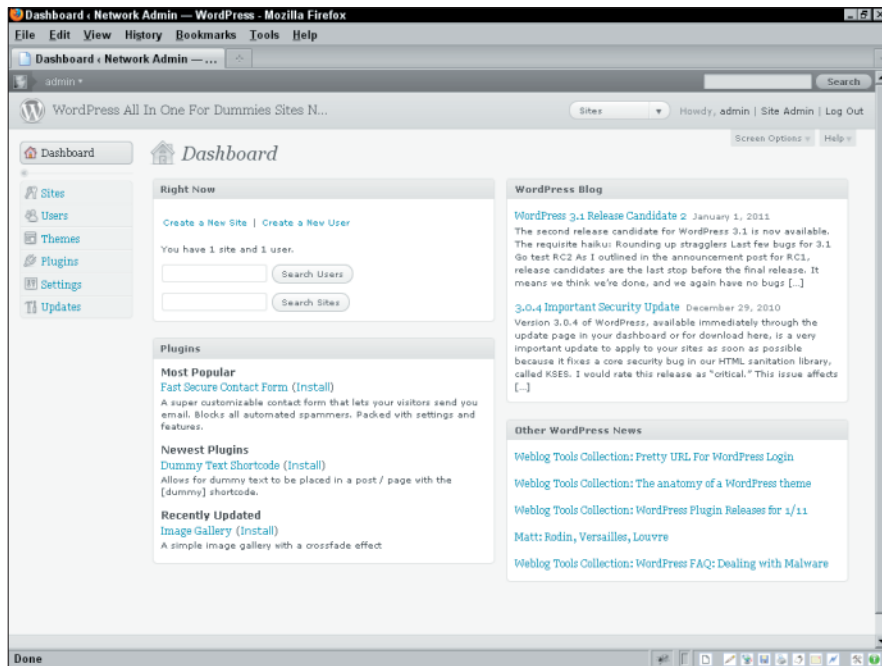 Dashboard ‹ Network Admin — WordPress - Mozilla Firefox
File Edit View History Bookmarks Tools Help
Dashboard ‹ Network Admin — ...
admin
Search
WordPress All In One For Dummies Sites N...
Sites
Howdy, admin | Site Admin | Log Out
Screen Options
Help
Dashboard
Sites
Users
Themes
Plugins
Settings
Updates
Dashboard
Right Now
Create a New Site | Create a New User
You have 1 site and 1 user.
Search Users
Search Sites
Plugins
Most Popular
Fast Secure Contact Form (Install)
A super customizable contact form that lets your visitors send you
email. Blocks all automated spammers. Packed with settings and
features.
Newest Plugins
Dummy Text Shortcode (Install)
Allows for dummy text to be placed in a post / page with the
[dummy] shortcode.
Recently Updated
Image Gallery (Install)
A simple image gallery with a crossfade effect
WordPress Blog
WordPress 3.1 Release Candidate 2 January 1, 2011
The second release candidate for WordPress 3.1 is now available.
The requisite haiku: Rounding up stragglers Last few bugs for 3.1
Go test RC2 As I outlined in the announcement post for RC1,
release candidates are the last stop before the final release. It
means we think we're done, and we again have no bugs [...]
3.0.4 Important Security Update December 29, 2010
Version 3.0.4 of WordPress, available immediately through the
update page in your dashboard or for download here, is a very
important update to apply to your sites as soon as possible
because it fixes a core security bug in our HTML sanitation library,
called KSES. I would rate this release as "critical." This issue affects
[...]
Other WordPress News
Weblog Tools Collection: Pretty URL For WordPress Login
Weblog Tools Collection: The anatomy of a WordPress theme
Weblog Tools Collection: WordPress Plugin Releases for 1/11
Matt: Rodin, Versailles, Louvre
Weblog Tools Collection: WordPress FAQ: Dealing with Malware
Done